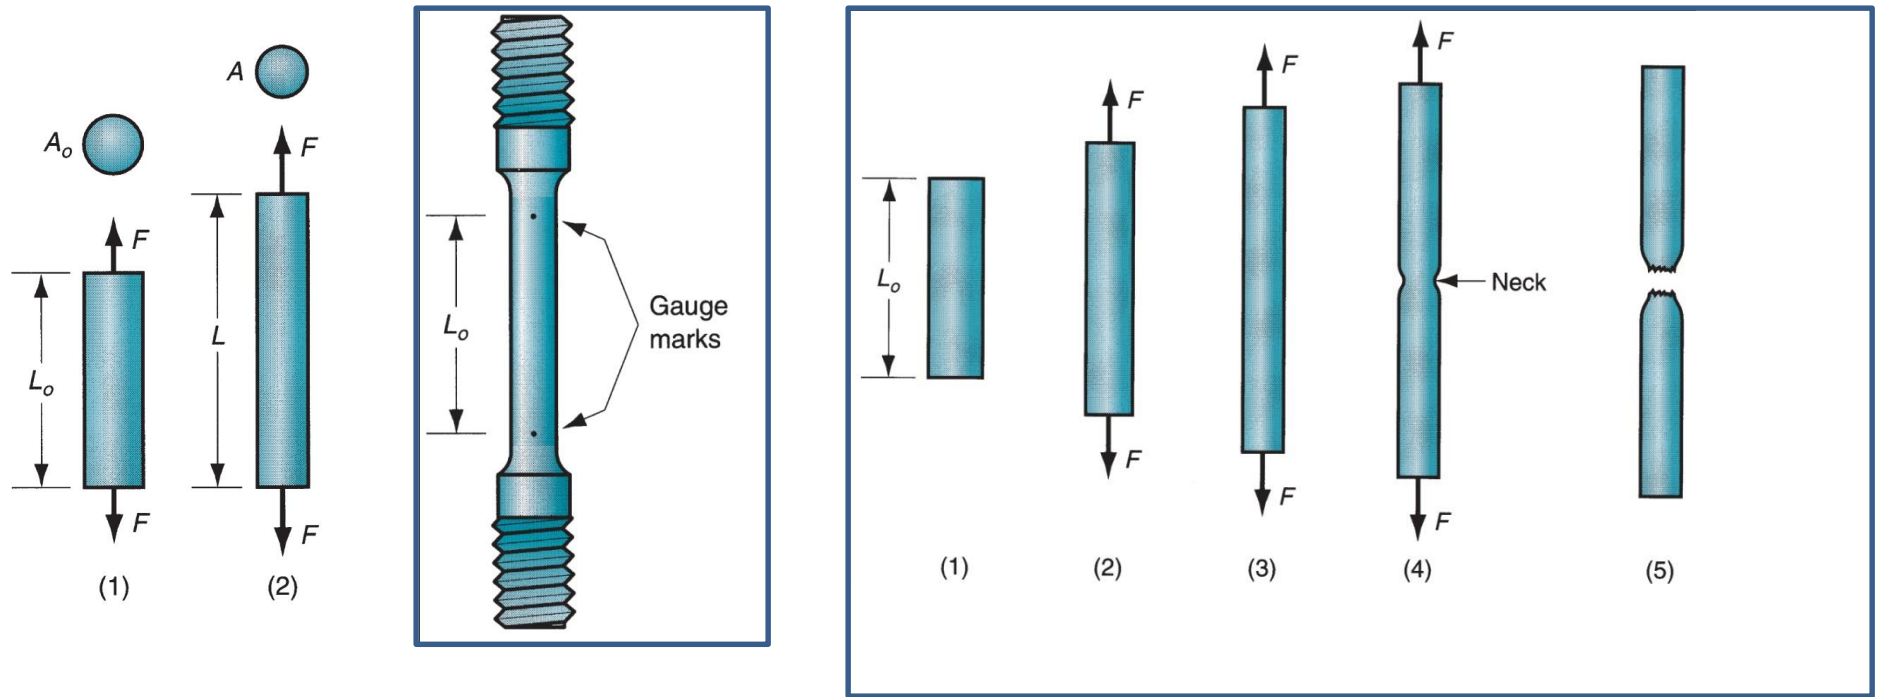 A
Aₒ
F
F
Lₒ
L
F
F
(1)
(2)
Lₒ
Gauge
marks
F
F
F
Lₒ
Neck
F
F
F
(1)
(2)
(3)
(4)
(5)